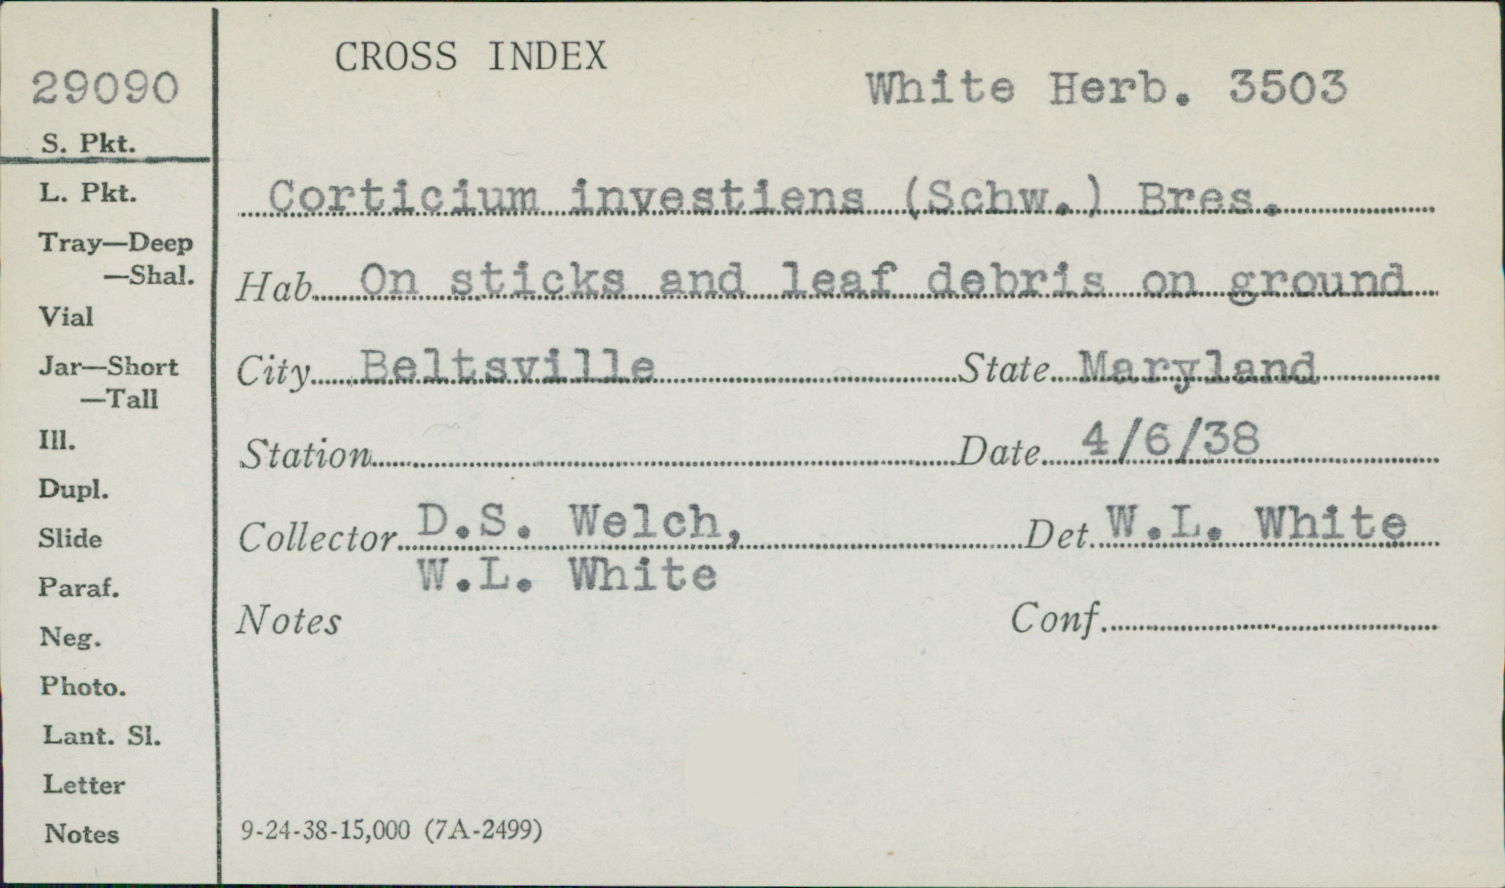 CROSS INDEX
29090
White Herb. 3503
S. Pkt.
L. Pkt.
Corticium investiens (Schw.) Bres.
Tray—Deep
—Shal.
Hab. On sticks and leaf debris on ground
Vial
Jar—Short
—Tall
City Beltsville State Maryland
Ill.
Station Date 4/6/38
Dupl.
Slide
Collector D.S. Welch, Det. W.L. White
W.L. White
Paraf.
Notes Conf.
Neg.
Photo.
Lant. Sl.
Letter
Notes
9-24-38-15,000 (7A-2499)